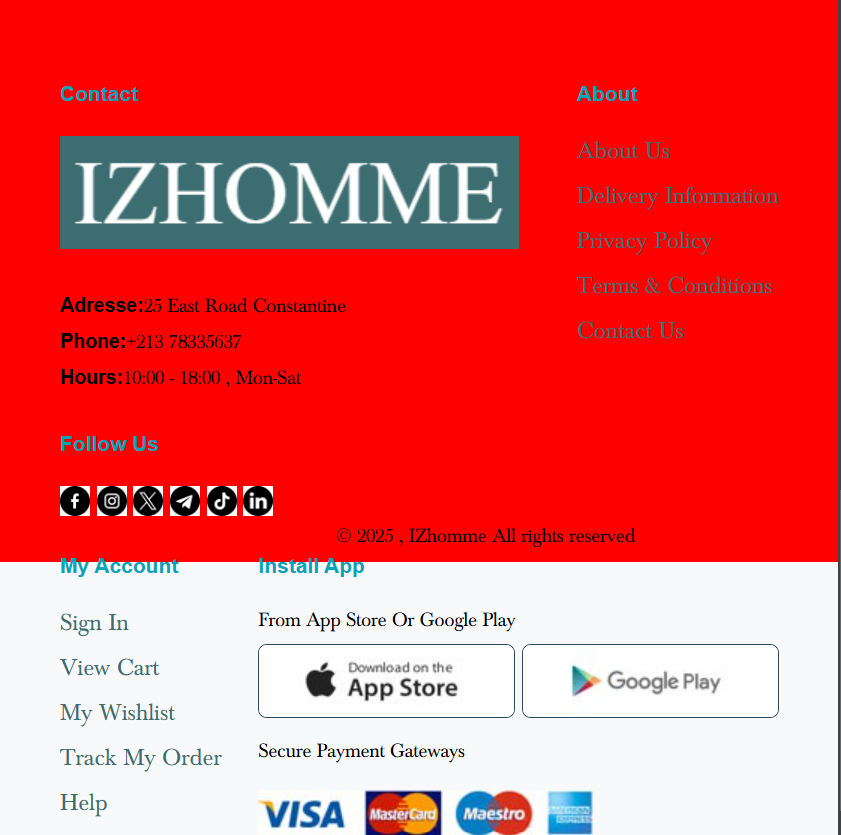 Contact
IZHOMME
Adresse:25 East Road Constantine
Phone:+213 78335637
Hours:10:00 - 18:00 , Mon-Sat
Follow Us
About
About Us
Delivery Information
Privacy Policy
Terms & Conditions
Contact Us
© 2025 , IZhomme All rights reserved
My Account
Sign In
View Cart
My Wishlist
Track My Order
Help
Install App
From App Store Or Google Play
Download on the
App Store
Google Play
Secure Payment Gateways
VISA
MasterCard
Maestro
AMERICAN
EXPRESS